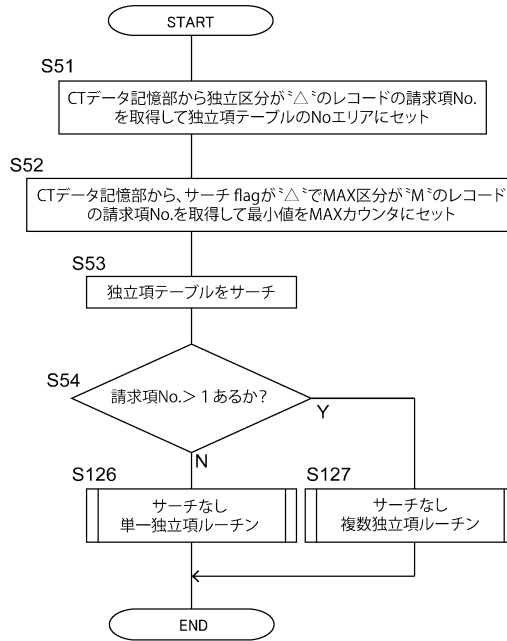 START
S51
CTデータ記憶部から独立区分が〝△〟のレコードの請求項No.
を取得して独立項テーブルのNoエリアにセット
S52
CTデータ記憶部から、サーチ flagが〝△〟でMAX区分が〝M〟のレコード
の請求項No.を取得して最小値をMAXカウンタにセット
S53
独立項テーブルをサーチ
S54
請求項No.> 1 あるか?
Y
N
S126
サーチなし
単一独立項ルーチン
S127
サーチなし
複数独立項ルーチン
END